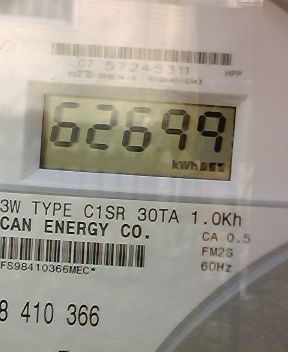 07 57245311 HPP
62699
kWh
3W TYPE C1SR 30TA 1.0Kh
CAN ENERGY CO.
CA 0.5
FM2S
60Hz
FS98410366MEC*
8 410 366